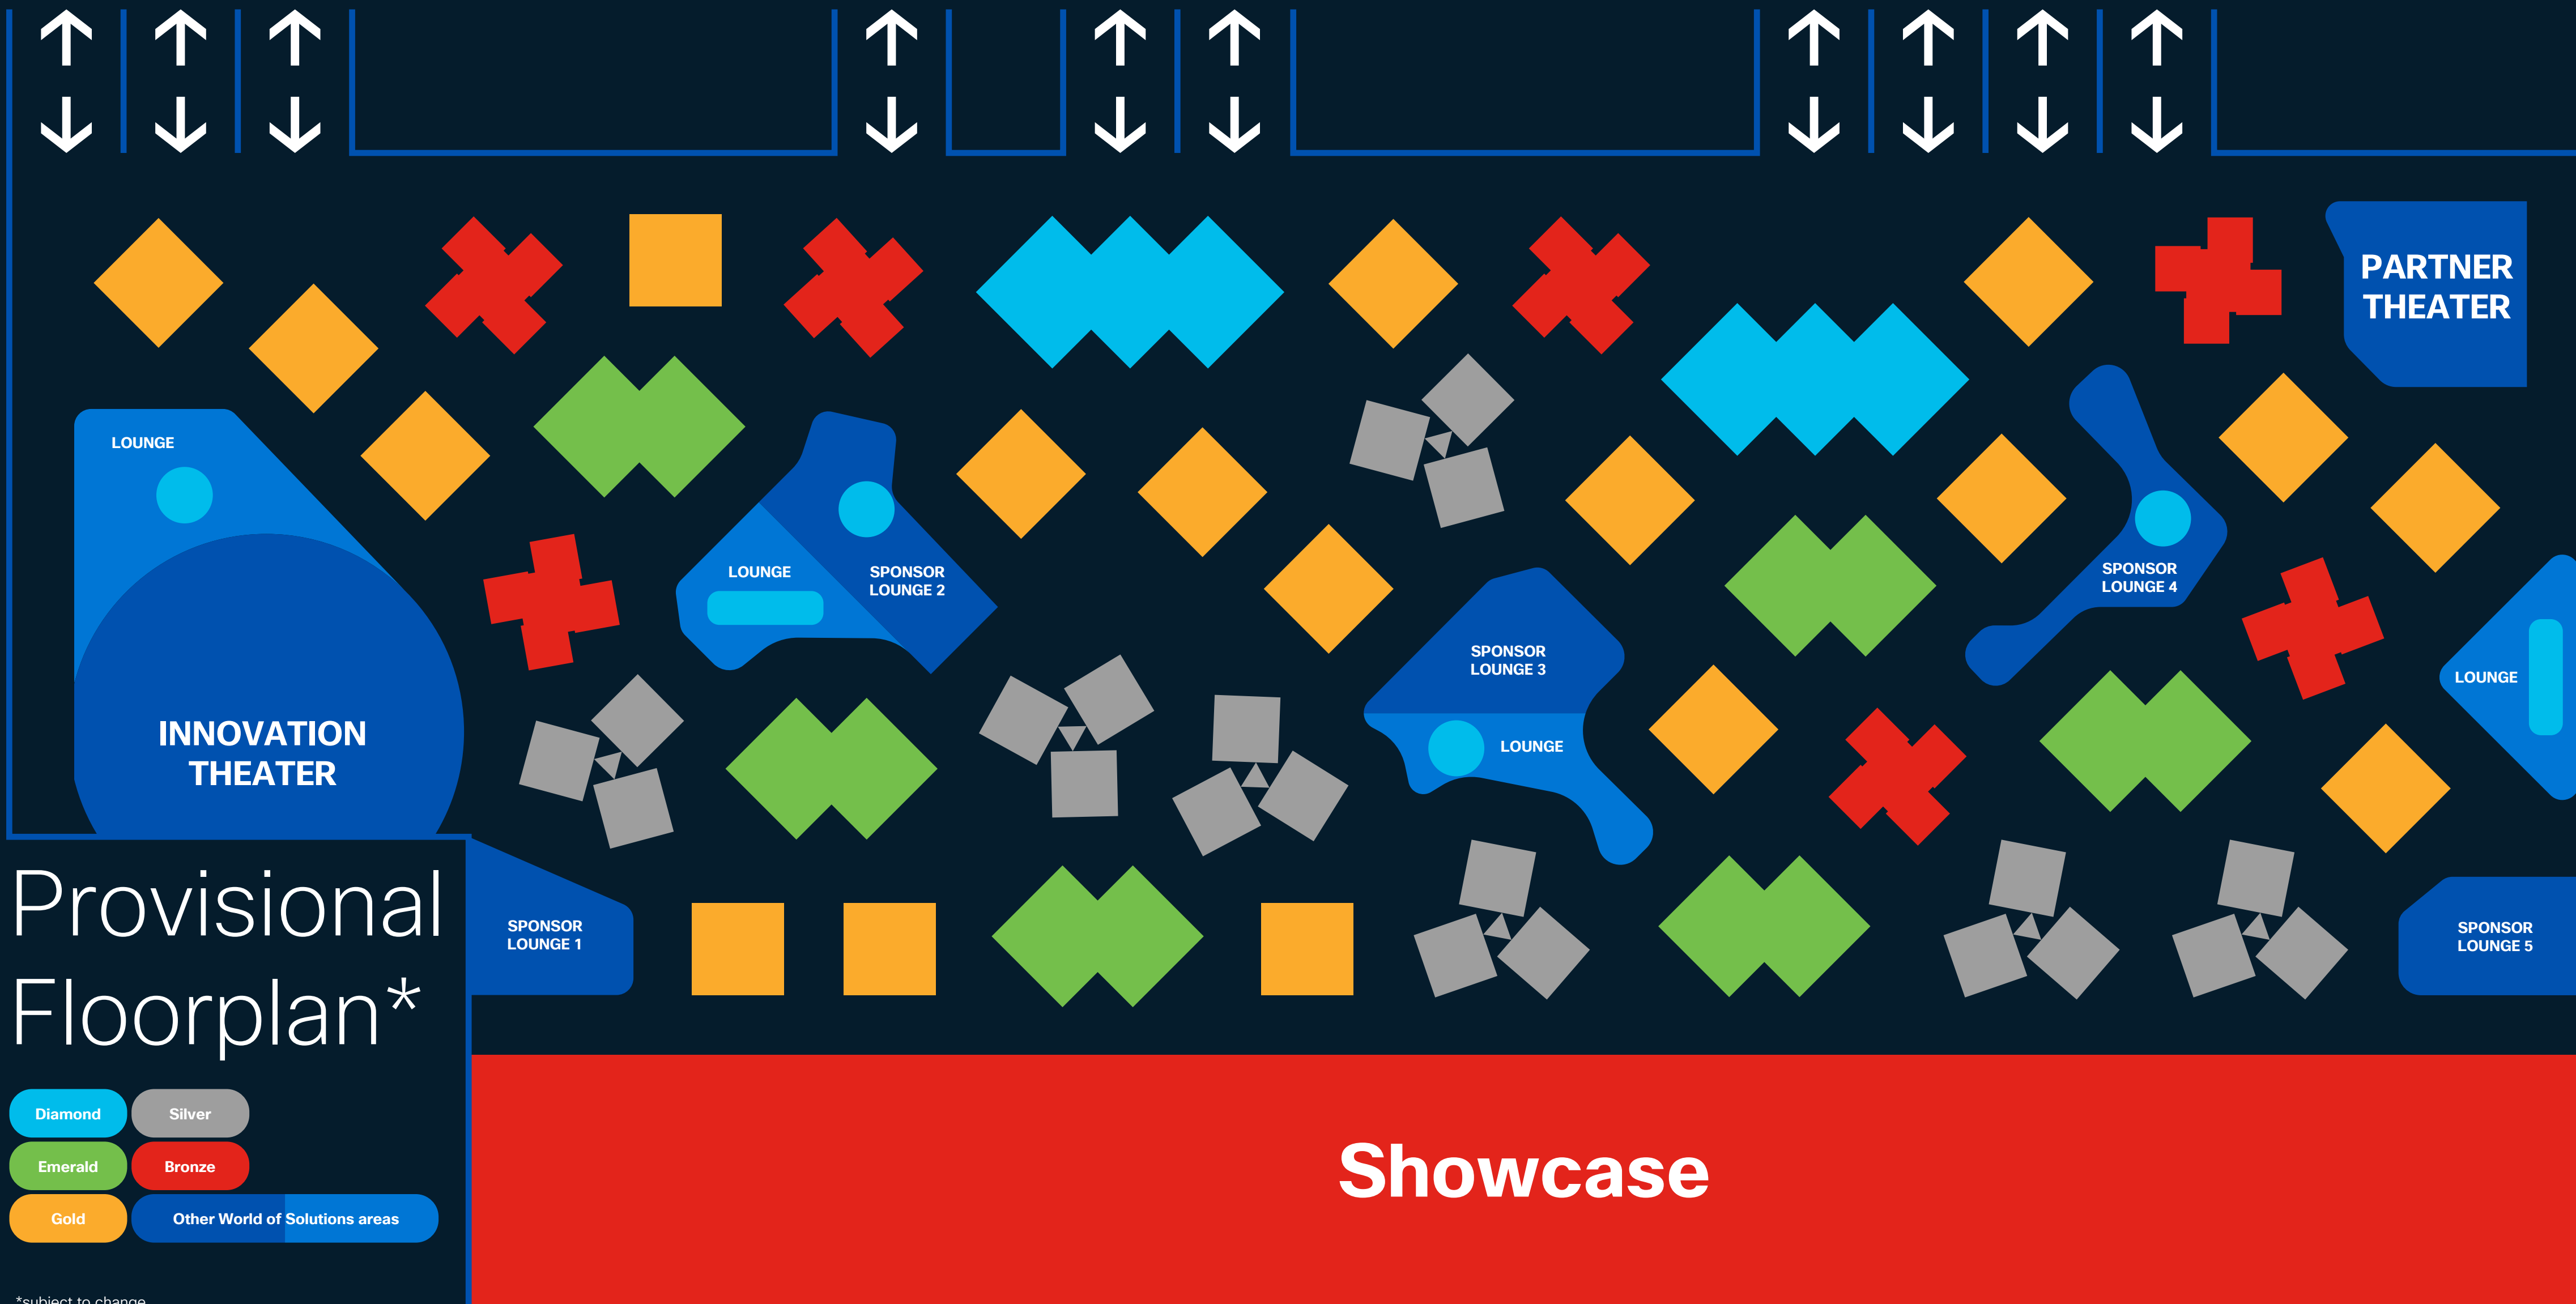 PARTNER
THEATER
LOUNGE
SPONSOR
LOUNGE 2
LOUNGE
SPONSOR
LOUNGE 4
SPONSOR
LOUNGE 3
LOUNGE
LOUNGE
INNOVATION
THEATER
SPONSOR
LOUNGE 1
SPONSOR
LOUNGE 5
Provisional
Floorplan*
Diamond
Silver
Emerald
Bronze
Gold
Other World of Solutions areas
Showcase
*subject to change